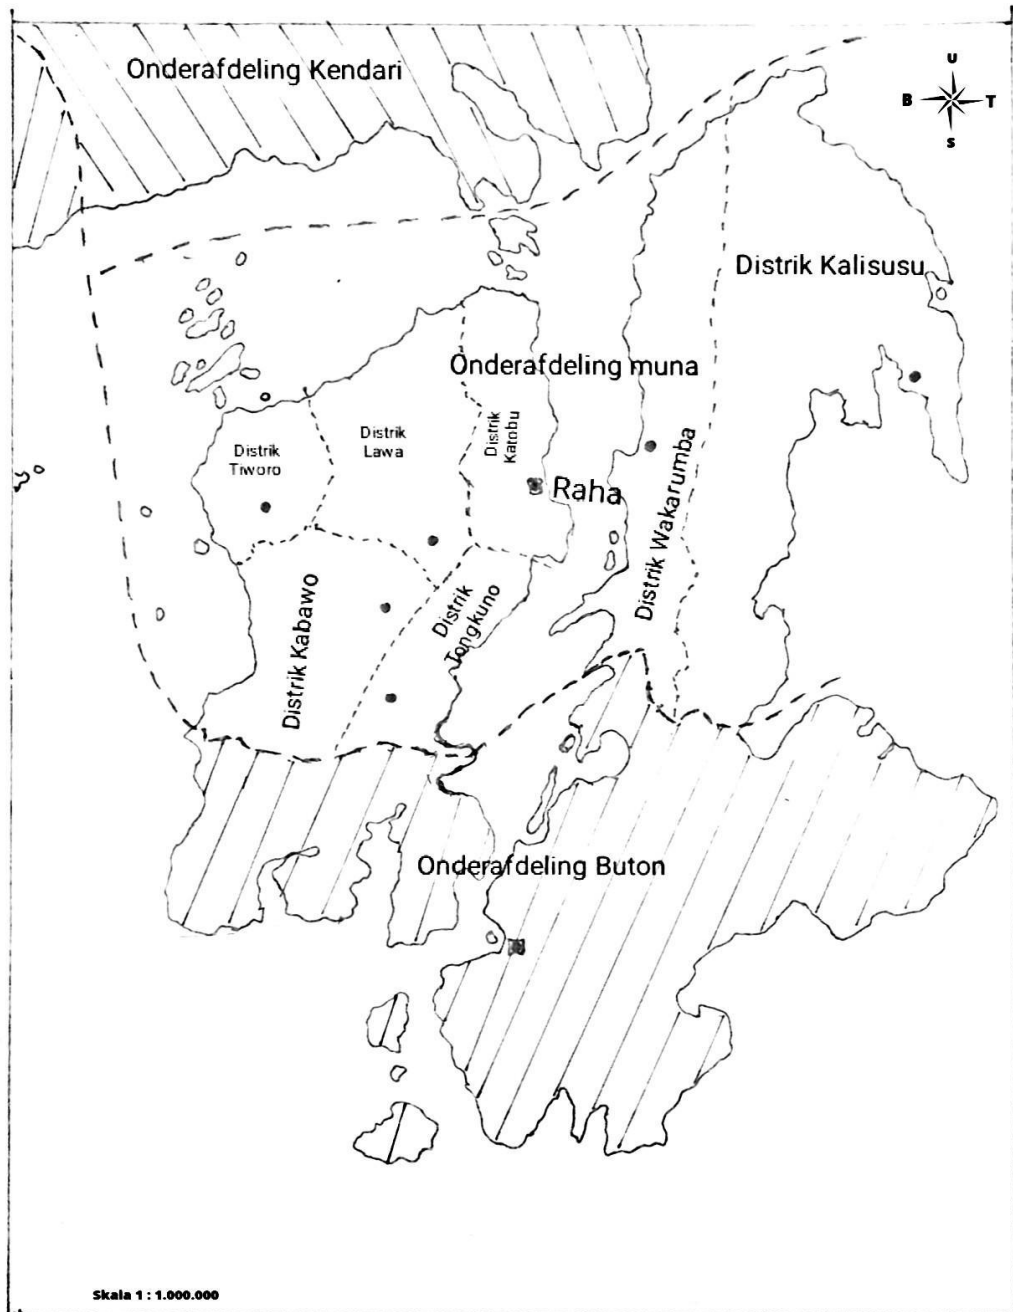 Onderafdeling Kendari
U
B
T
S
Distrik Kalisusu
Onderafdeling muna
Distrik
Tiworo
Distrik
Lawa
Distrik
Katobu
Raha
Distrik Wakarumba
Distrik Kabawo
Distrik
Tongkuno
Onderafdeling Buton
Skala 1 : 1.000.000